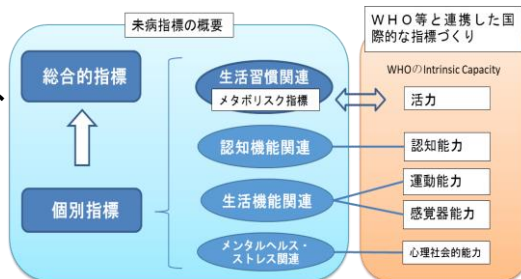 未病指標の概要
総合的指標
個別指標
生活習慣関連
メタボリスク指標
認知機能関連
生活機能関連
メンタルヘルス・
ストレス関連
ＷＨＯ等と連携した国
際的な指標づくり
WHOのIntrinsic Capacity
活力
認知能力
運動能力
感覚器能力
心理社会的能力